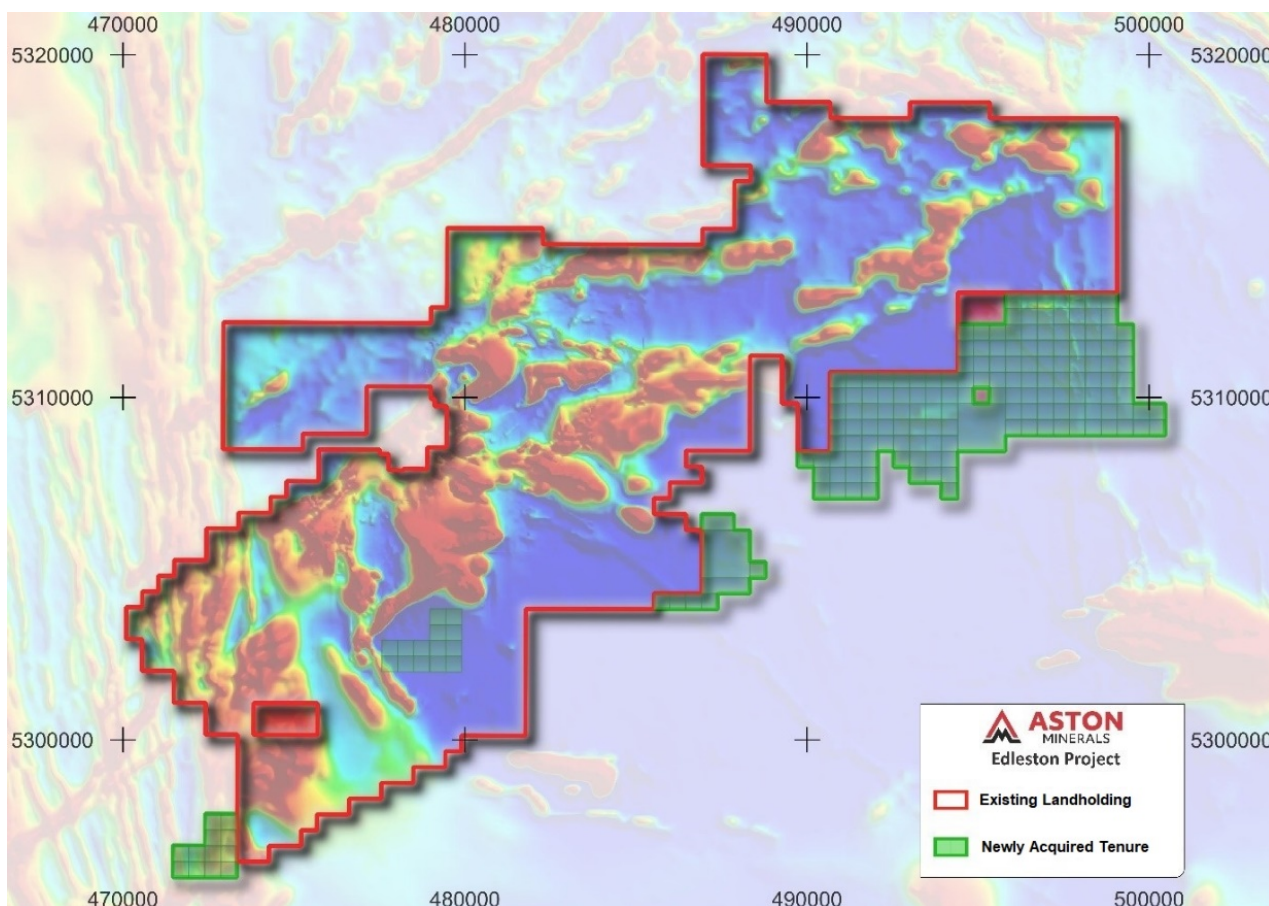 470000 480000 490000 500000
5320000 5320000
5310000 5310000
5300000 5300000
ASTON
MINERALS
Edleston Project
Existing Landholding
Newly Acquired Tenure
470000 480000 490000 500000